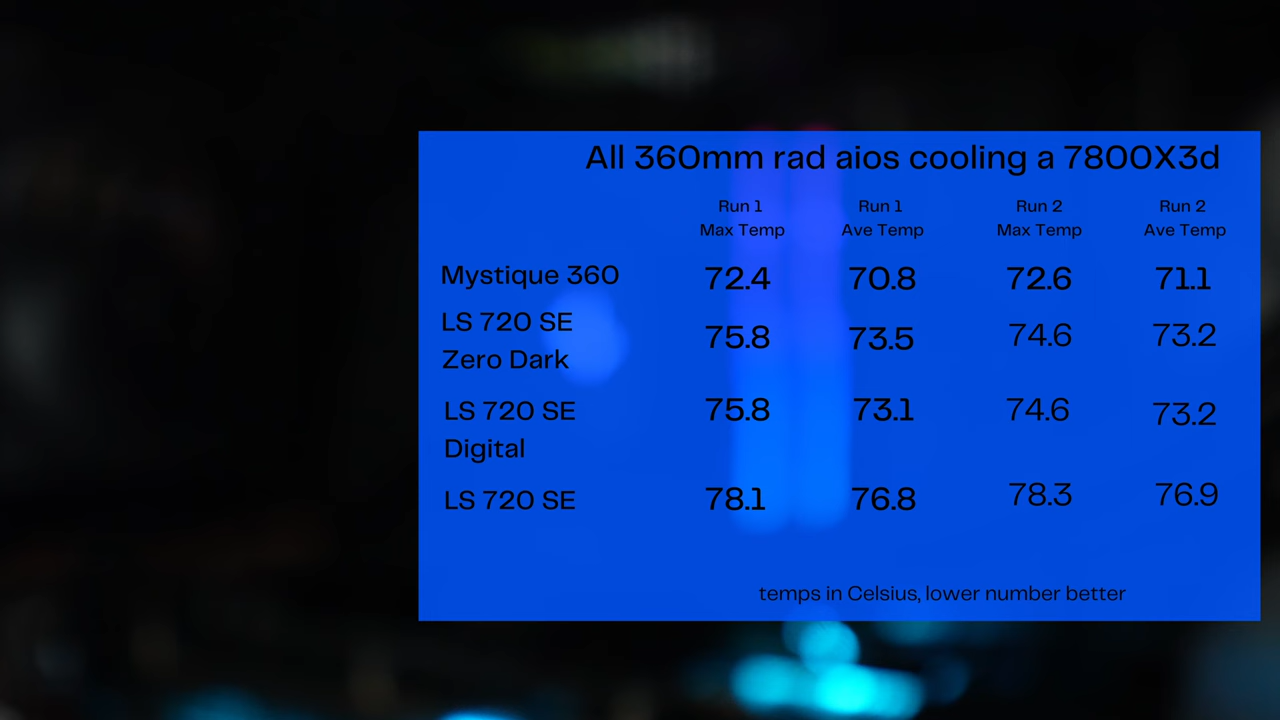 All 360mm rad aios cooling a 7800X3d
Run 1 Run 1 Run 2 Run 2
Max Temp Ave Temp Max Temp Ave Temp
Mystique 360 72.4 70.8 72.6 71.1
LS 720 SE
Zero Dark 75.8 73.5 74.6 73.2
LS 720 SE
Digital 75.8 73.1 74.6 73.2
LS 720 SE 78.1 76.8 78.3 76.9
temps in Celsius, lower number better